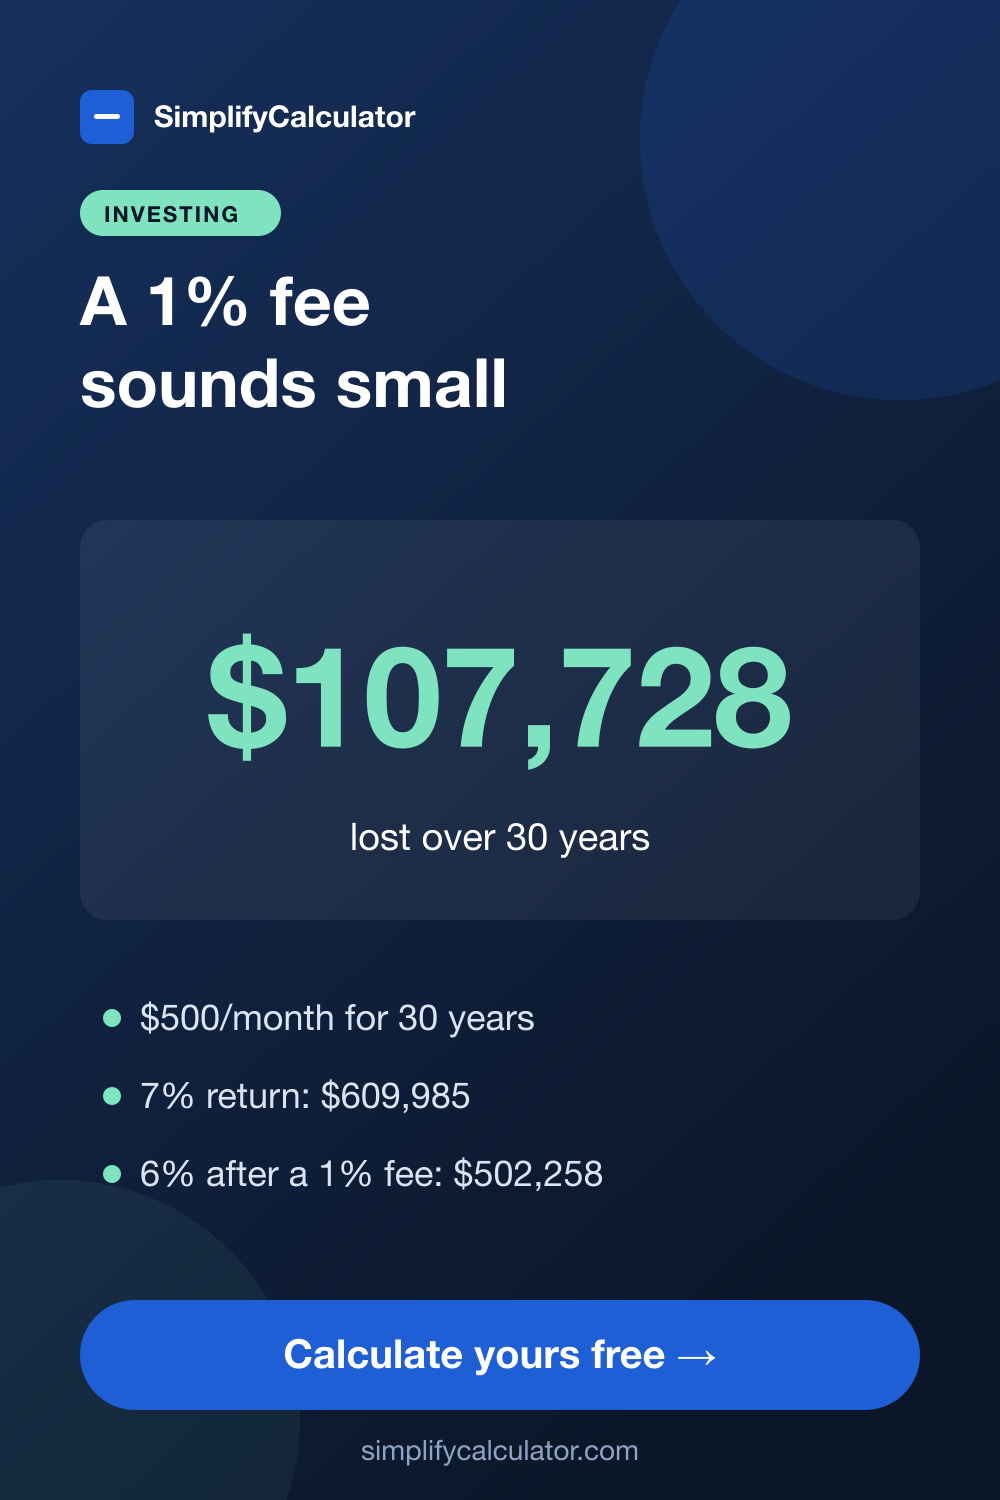 SimplifyCalculator
INVESTING
A 1% fee
sounds small
$107,728
lost over 30 years
$500/month for 30 years
7% return: $609,985
6% after a 1% fee: $502,258
Calculate yours free →
simplifycalculator.com